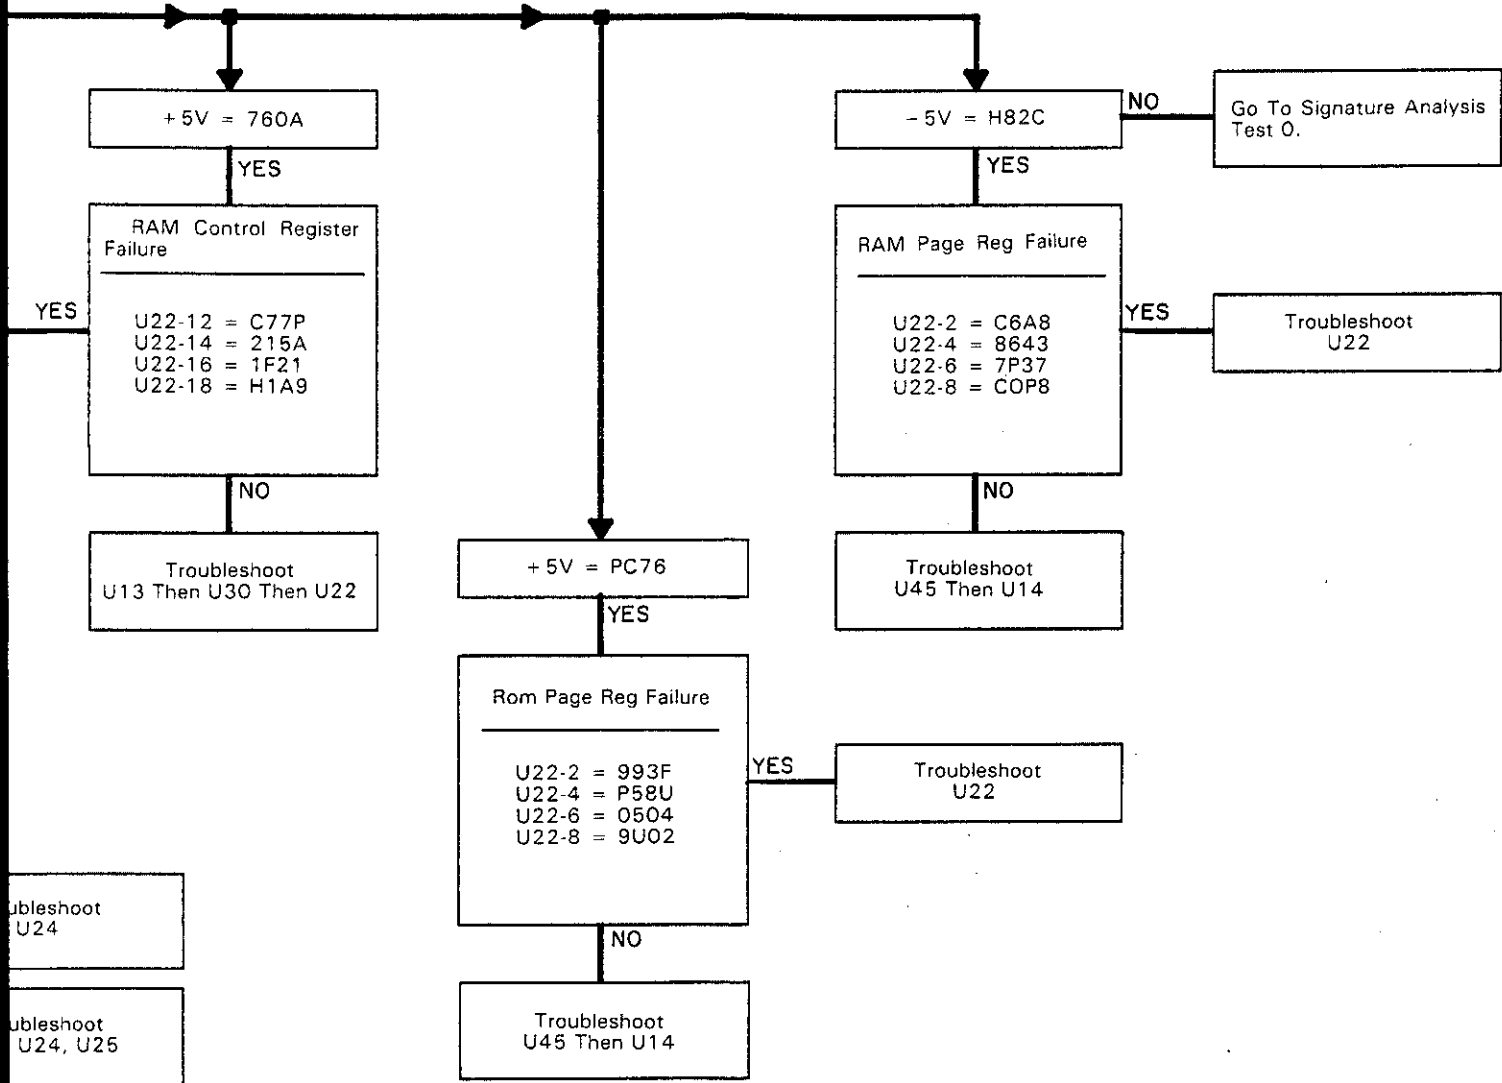 +5V = 760A
YES
RAM Control Register
Failure
YES
U22-12 = C77P
U22-14 = 215A
U22-16 = 1F21
U22-18 = H1A9
NO
Troubleshoot
U13 Then U30 Then U22
+5V = PC76
YES
Rom Page Reg Failure
U22-2 = 993F
U22-4 = P58U
U22-6 = 0504
U22-8 = 9U02
YES
Troubleshoot
U22
NO
Troubleshoot
U45 Then U14
-5V = H82C
NO
Go To Signature Analysis
Test 0.
YES
RAM Page Reg Failure
U22-2 = C6A8
U22-4 = 8643
U22-6 = 7P37
U22-8 = C0P8
YES
Troubleshoot
U22
NO
Troubleshoot
U45 Then U14
ubleshoot
U24
ubleshoot
U24, U25